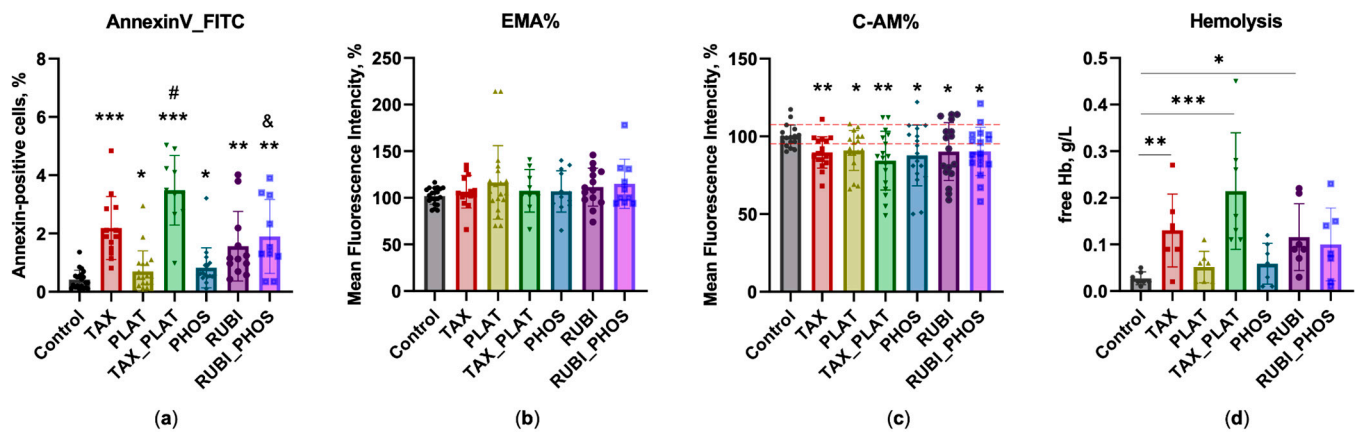 AnnexinV_FITC
Annexin-positive cells, %
8
6
4
2
0
***
*
#
***
*
**
&
**
Control
TAX
PLAT
TAX_PLAT
PHOS
RUBI
RUBI_PHOS
(a)
EMA%
Mean Fluorescence Intencity, %
250
200
150
100
50
0
Control
TAX
PLAT
TAX_PLAT
PHOS
RUBI
RUBI_PHOS
(b)
C-AM%
Mean Fluorescence Intencity, %
150
100
50
0
**
*
**
*
*
*
Control
TAX
PLAT
TAX_PLAT
PHOS
RUBI
RUBI_PHOS
(c)
Hemolysis
free Hb, g/L
0.5
0.4
0.3
0.2
0.1
0.0
*
***
**
Control
TAX
PLAT
TAX_PLAT
PHOS
RUBI
RUBI_PHOS
(d)